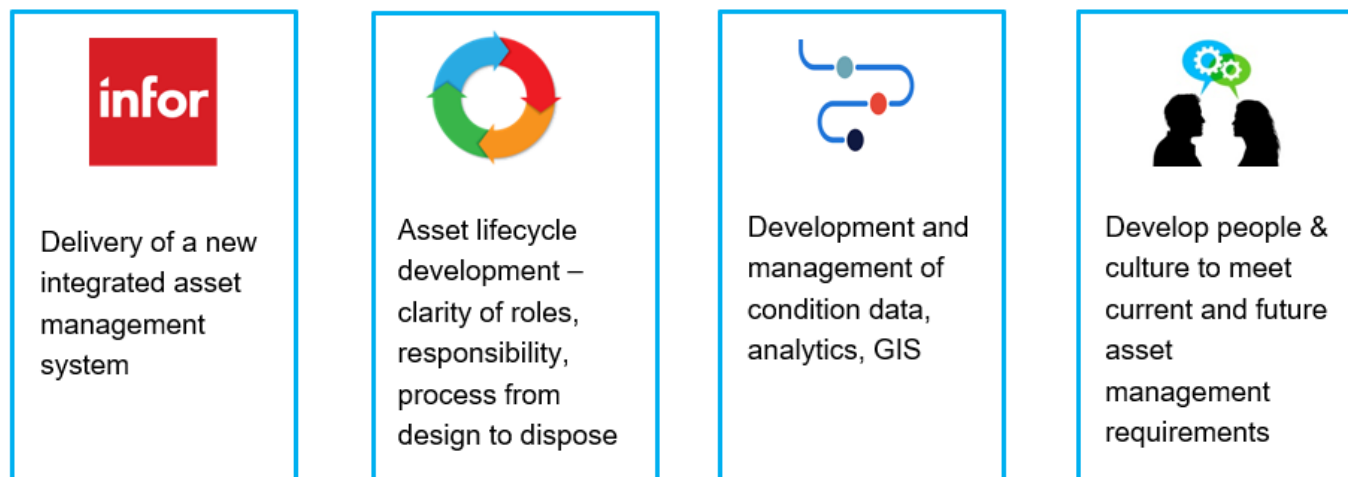 infor
Delivery of a new
integrated asset
management
system
Asset lifecycle
development –
clarity of roles,
responsibility,
process from
design to dispose
Development and
management of
condition data,
analytics, GIS
Develop people &
culture to meet
current and future
asset
management
requirements